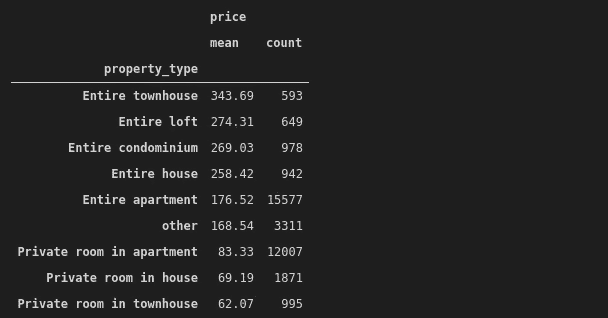 price
mean count
property_type
Entire townhouse 343.69 593
Entire loft 274.31 649
Entire condominium 269.03 978
Entire house 258.42 942
Entire apartment 176.52 15577
other 168.54 3311
Private room in apartment 83.33 12007
Private room in house 69.19 1871
Private room in townhouse 62.07 995